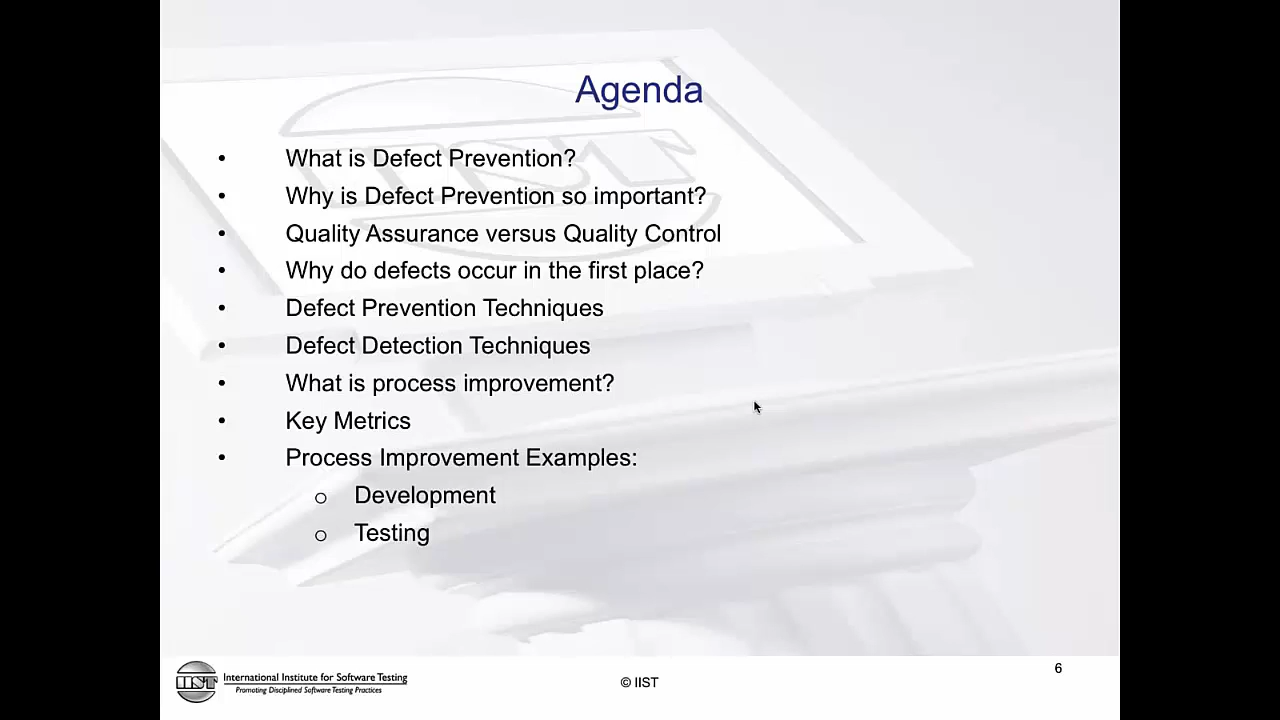 Agenda
• What is Defect Prevention?
• Why is Defect Prevention so important?
• Quality Assurance versus Quality Control
• Why do defects occur in the first place?
• Defect Prevention Techniques
• Defect Detection Techniques
• What is process improvement?
• Key Metrics
• Process Improvement Examples:
o Development
o Testing
IIST
International Institute for Software Testing
Promoting Disciplined Software Testing Practices
© IIST
6